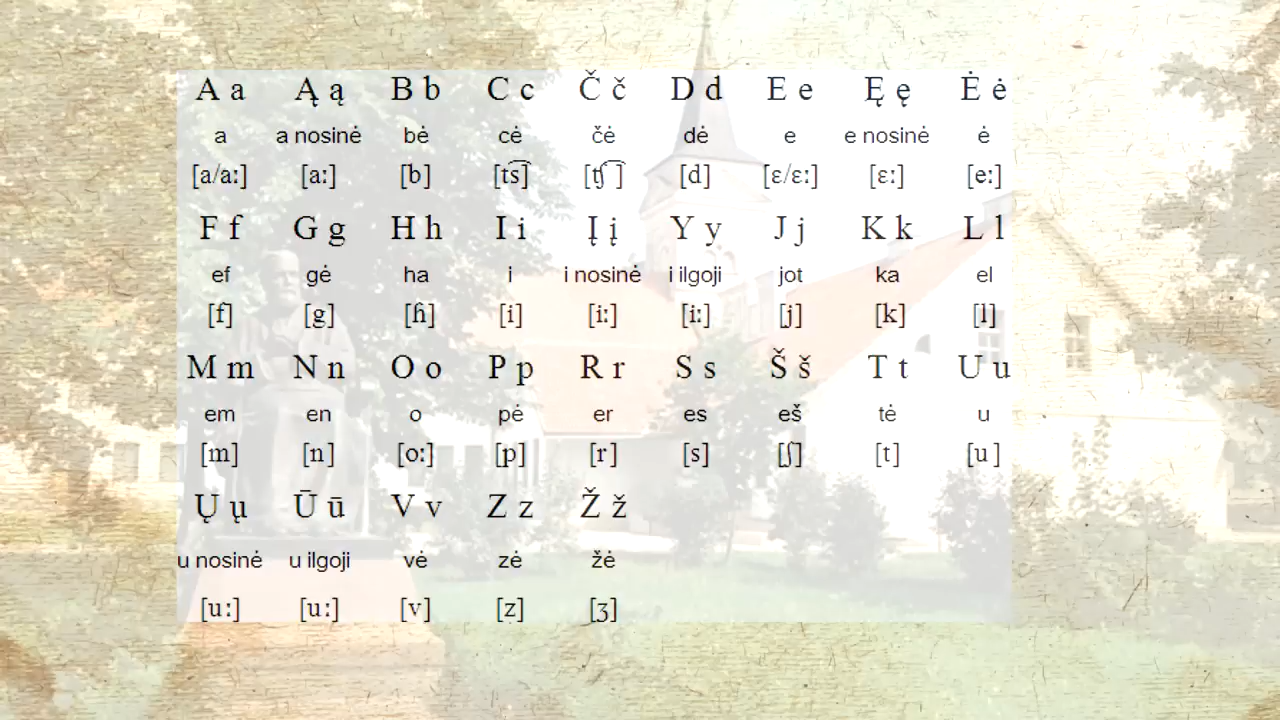 A a Ą ą B b C c Č č D d E e Ę ę Ė ė
a a nosinė bė cė čė dė e e nosinė ė
[a/aː] [aː] [b] [t͡s] [ʧ͡ ] [d] [ɛ/ɛː] [ɛː] [eː]
F f G g H h I i Į į Y y J j K k L l
ef gė ha i i nosinė i ilgoji jot ka el
[f] [g] [ɦ] [i] [iː] [iː] [j] [k] [l]
M m N n O o P p R r S s Š š T t U u
em en o pė er es eš tė u
[m] [n] [oː] [p] [r] [s] [ʃ] [t] [u]
Ų ų Ū ū V v Z z Ž ž
u nosinė u ilgoji vė zė žė
[uː] [uː] [v] [z] [ʒ]